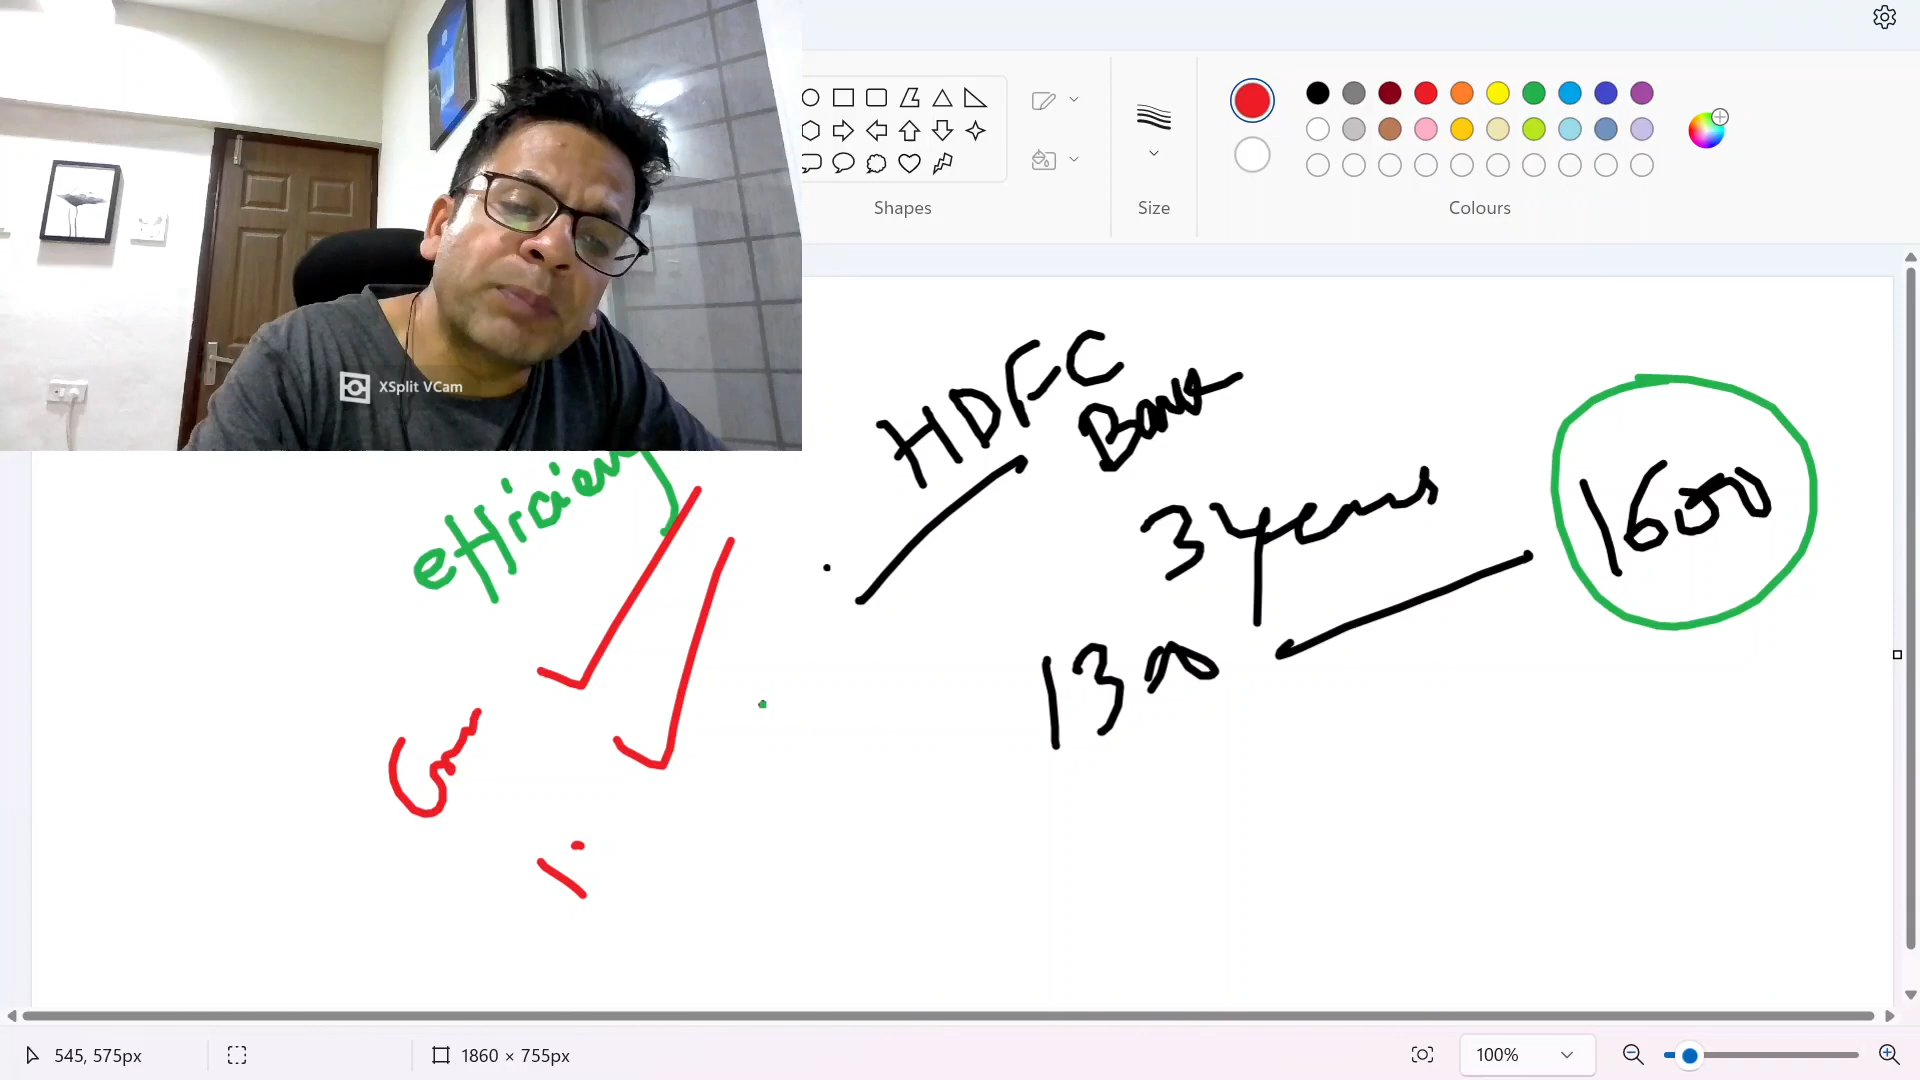 Shapes
Size
Colours
XSplit VCam
HDFC
Bank
efficien
3 years
1600
1300
545, 575px
1860 × 755px
100%